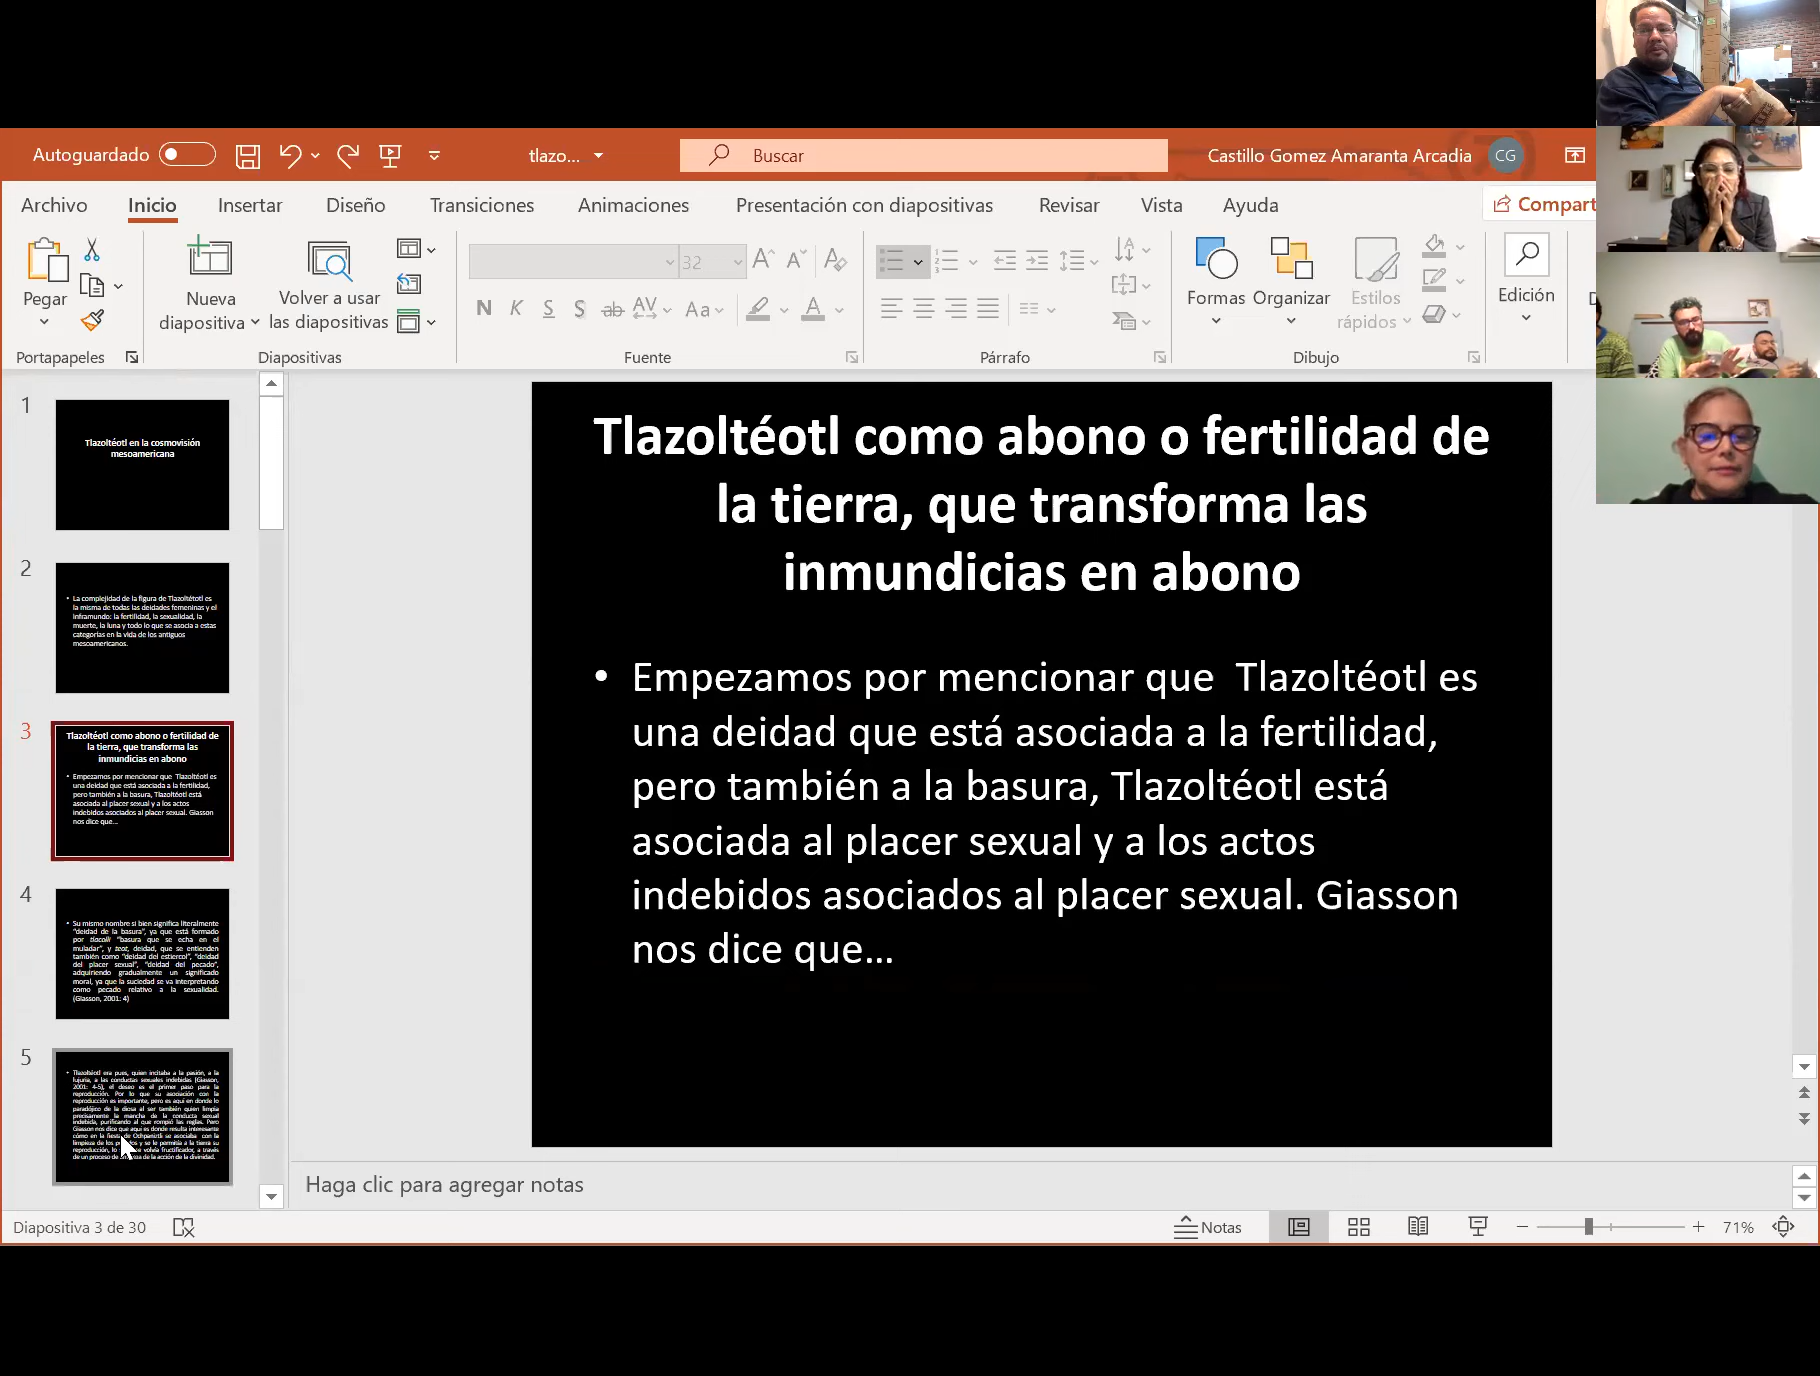 Autoguardado
tlazo...
Buscar
Castillo Gomez Amaranta Arcadia
CG
Archivo
Inicio
Insertar
Diseño
Transiciones
Animaciones
Presentación con diapositivas
Revisar
Vista
Ayuda
Compart
Pegar
Portapapeles
Nueva
diapositiva
Volver a usar
las diapositivas
Diapositivas
32
N K S S ab AV Aa A
Fuente
Párrafo
Formas
Organizar
Estilos
rápidos
Dibujo
Edición
1
Tlazoltéotl en la cosmovisión
mesoamericana
2
• La complejidad de la figura de Tlazoltéotl es
la misma de todas las deidades femeninas y el
inframundo: la fertilidad, la sexualidad, la
muerte, la luna y todo lo que se asocia a estas
categorías en la vida de los antiguos
mesoamericanos.
3
Tlazoltéotl como abono o fertilidad de
la tierra, que transforma las
inmundicias en abono
• Empezamos por mencionar que Tlazoltéotl es
una deidad que está asociada a la fertilidad,
pero también a la basura, Tlazoltéotl está
asociada al placer sexual y a los actos
indebidos asociados al placer sexual. Giasson
nos dice que...
4
• Su mismo nombre si bien significa literalmente
"deidad de la basura", ya que está formado
por tlacolli "basura que se echa en el
muladar", y teot, deidad, que se entienden
también como "deidad del estiercol", "deidad
del placer sexual", "deidad del pecado",
adquiriendo gradualmente un significado
moral, ya que la suciedad se va interpretando
como pecado relativo a la sexualidad.
(Giasson, 2001: 4)
5
• Tlazoltéotl era pues, quien incitaba a la pasión, a la
lujuria, a las conductas sexuales indebidas (Giasson,
2001: 4-5), el deseo es el primer paso para la
reproducción. Por lo que su asociación con la
reproducción es importante, pero es aquí en donde lo
paradójico de la diosa al ser también quien limpia
precisamente la mancha de la conducta sexual
indebida, purificando al que rompió las reglas. Pero
Giasson nos dice que aquí es donde resulta interesante
cómo en la fiesta de Ochpaniztli se asociaba con la
limpieza de los y se le permitía a la tierra su
reproducción, lo se volvía fructificador, a través
de un proceso de de la acción de la divinidad.
Tlazoltéotl como abono o fertilidad de
la tierra, que transforma las
inmundicias en abono
• Empezamos por mencionar que Tlazoltéotl es
una deidad que está asociada a la fertilidad,
pero también a la basura, Tlazoltéotl está
asociada al placer sexual y a los actos
indebidos asociados al placer sexual. Giasson
nos dice que...
Haga clic para agregar notas
Diapositiva 3 de 30
Notas
71%